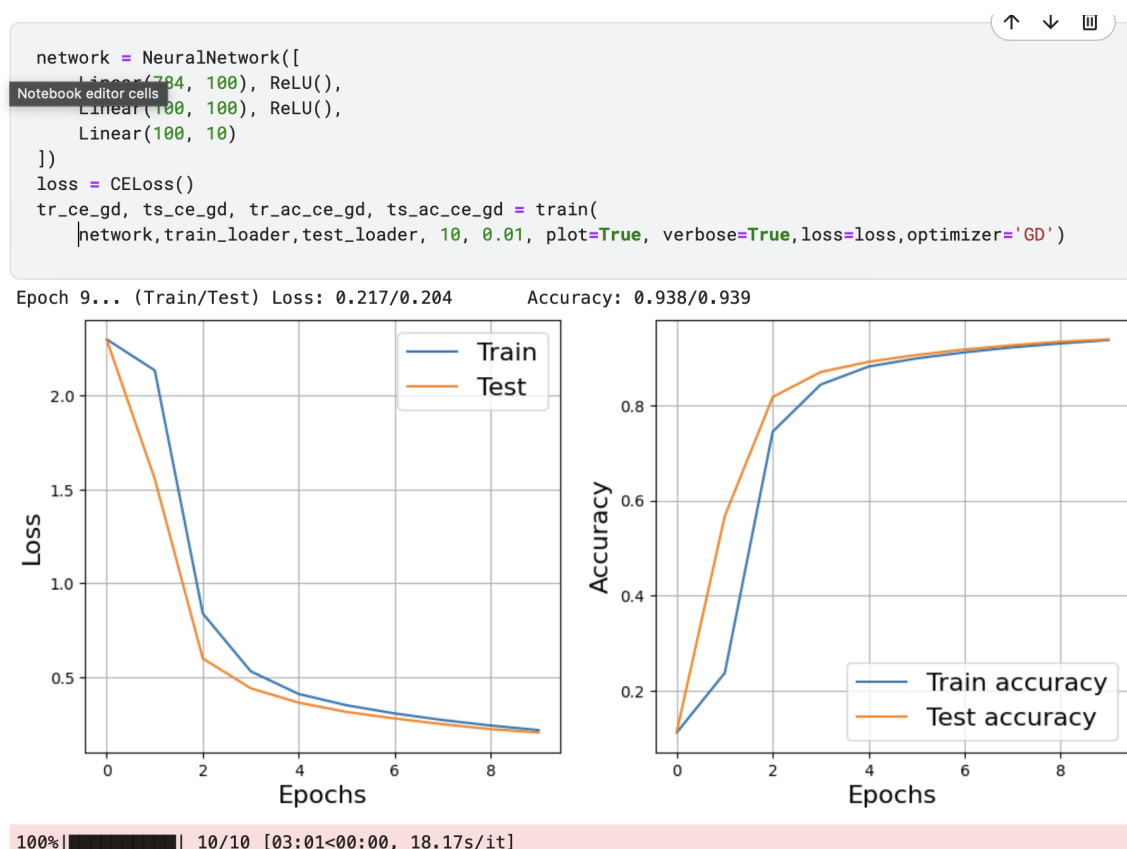 network = NeuralNetwork([
Linear(784, 100), ReLU(),
Notebook editor cells
Linear(100, 100), ReLU(),
Linear(100, 10)
])
loss = CELoss()
tr_ce_gd, ts_ce_gd, tr_ac_ce_gd, ts_ac_ce_gd = train(
network,train_loader,test_loader, 10, 0.01, plot=True, verbose=True,loss=loss,optimizer='GD')
Epoch 9... (Train/Test) Loss: 0.217/0.204 Accuracy: 0.938/0.939
Train
Test
2.0
1.5
1.0
0.5
Loss
0 2 4 6 8
Epochs
0.8
0.6
0.4
0.2
Accuracy
Train accuracy
Test accuracy
0 2 4 6 8
Epochs
100%|██████████| 10/10 [03:01<00:00, 18.17s/it]